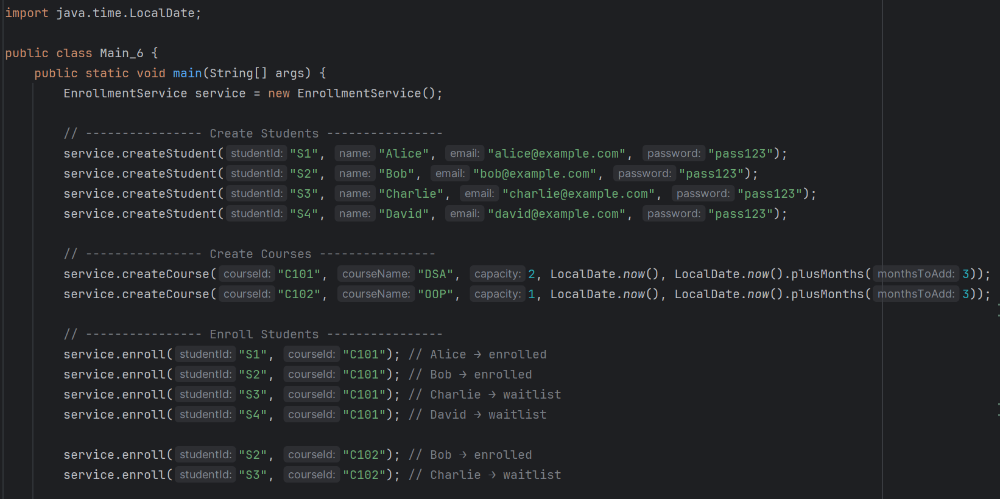 import java.time.LocalDate;
public class Main_6 {
public static void main(String[] args) {
EnrollmentService service = new EnrollmentService();
// ---------------- Create Students ----------------
service.createStudent( studentId: "S1", name: "Alice", email: "alice@example.com", password: "pass123");
service.createStudent( studentId: "S2", name: "Bob", email: "bob@example.com", password: "pass123");
service.createStudent( studentId: "S3", name: "Charlie", email: "charlie@example.com", password: "pass123");
service.createStudent( studentId: "S4", name: "David", email: "david@example.com", password: "pass123");
// ---------------- Create Courses ----------------
service.createCourse( courseId: "C101", courseName: "DSA", capacity: 2, LocalDate.now(), LocalDate.now().plusMonths( monthsToAdd: 3));
service.createCourse( courseId: "C102", courseName: "OOP", capacity: 1, LocalDate.now(), LocalDate.now().plusMonths( monthsToAdd: 3));
// ---------------- Enroll Students ----------------
service.enroll( studentId: "S1", courseId: "C101"); // Alice → enrolled
service.enroll( studentId: "S2", courseId: "C101"); // Bob → enrolled
service.enroll( studentId: "S3", courseId: "C101"); // Charlie → waitlist
service.enroll( studentId: "S4", courseId: "C101"); // David → waitlist
service.enroll( studentId: "S2", courseId: "C102"); // Bob → enrolled
service.enroll( studentId: "S3", courseId: "C102"); // Charlie → waitlist